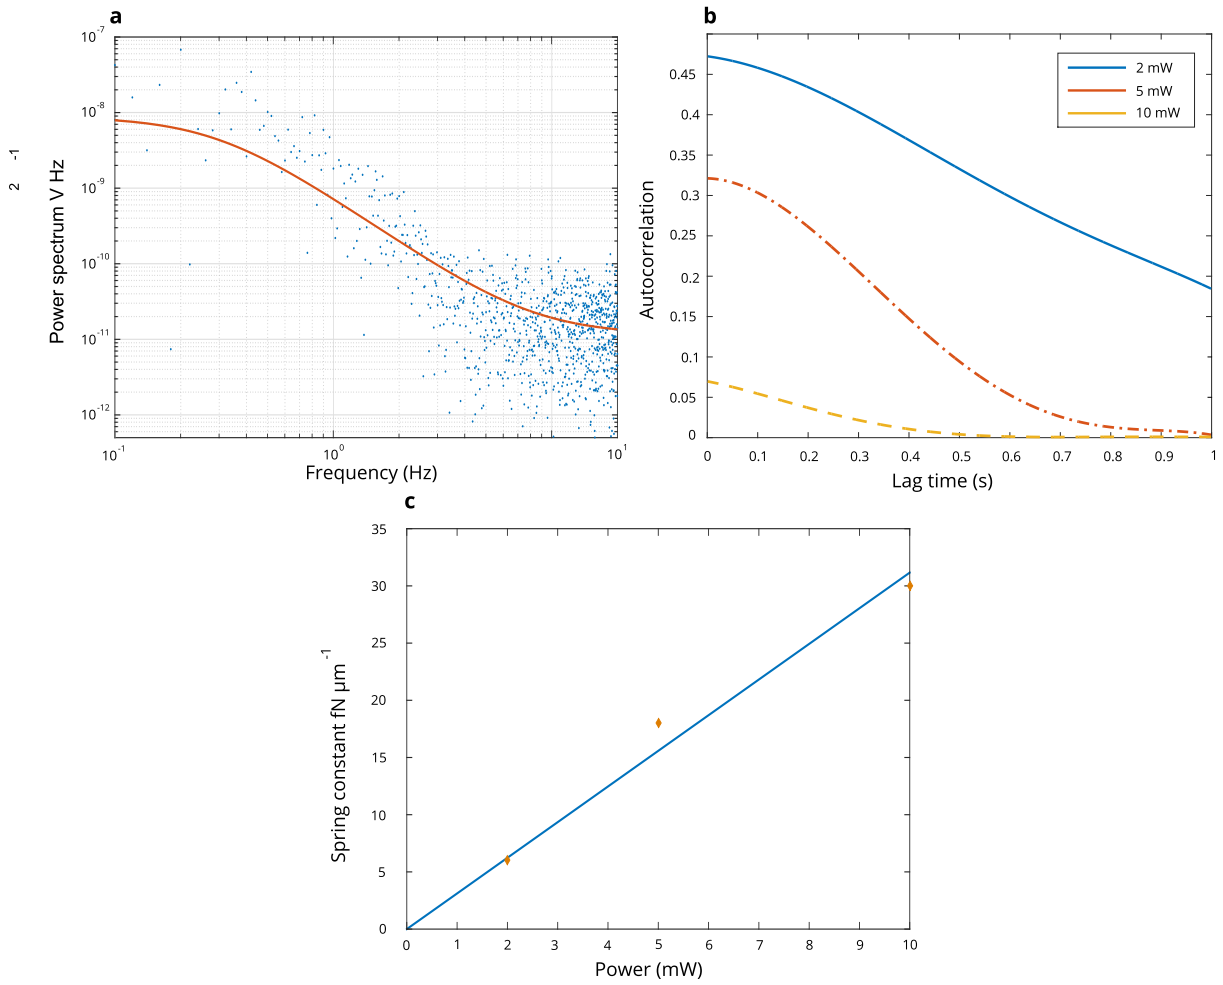 a
10-7
10-8
10-9
10-10
10-11
10-12
Power spectrum V Hz
2
-1
10-1
100
101
Frequency (Hz)
b
0.45
0.4
0.35
0.3
0.25
0.2
0.15
0.1
0.05
0
Autocorrelation
2 mW
5 mW
10 mW
0 0.1 0.2 0.3 0.4 0.5 0.6 0.7 0.8 0.9 1
Lag time (s)
c
35
30
25
20
15
10
5
0
Spring constant fN µm-1
0 1 2 3 4 5 6 7 8 9 10
Power (mW)